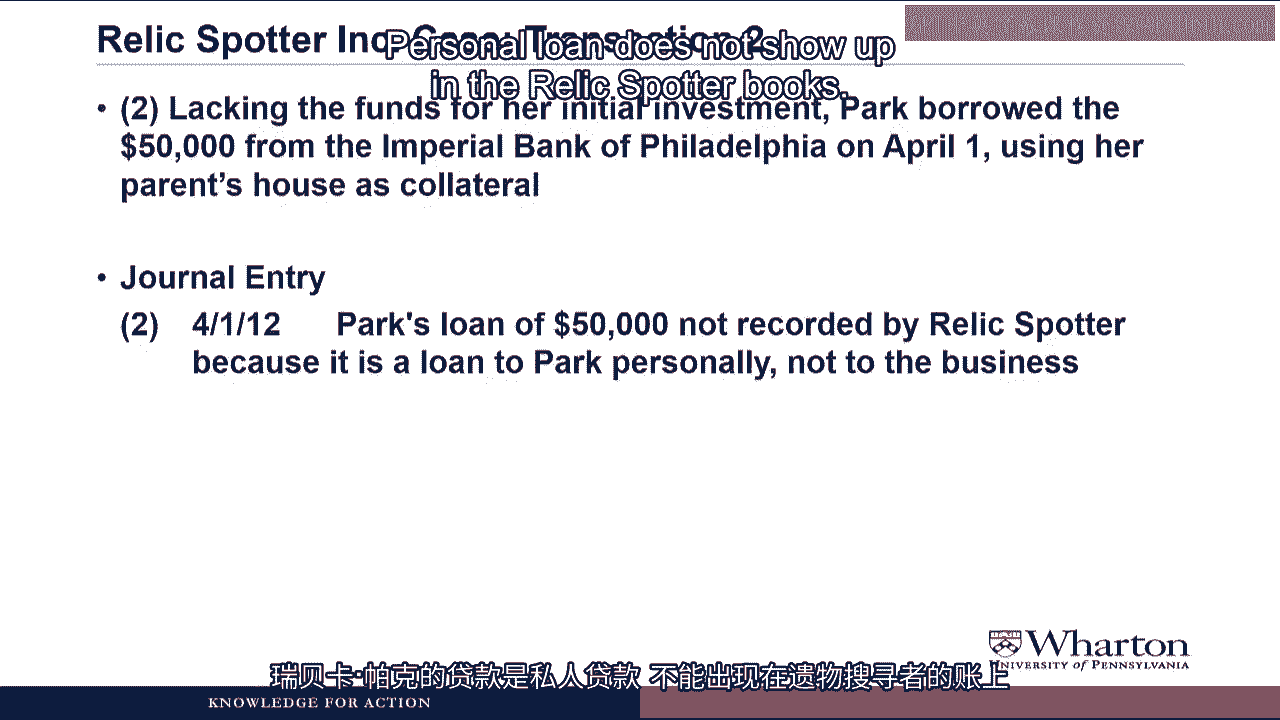 Relic Spotter Inc. Case: Transaction 2
Personal loan does not show up
in the Relic Spotter books.
• (2) Lacking the funds for her initial investment, Park borrowed the
$50,000 from the Imperial Bank of Philadelphia on April 1, using her
parent's house as collateral
• Journal Entry
(2) 4/1/12 Park's loan of $50,000 not recorded by Relic Spotter
because it is a loan to Park personally, not to the business
Wharton
UNIVERSITY of PENNSYLVANIA
瑞贝卡·帕克的贷款是私人贷款 不能出现在遗物搜寻者的账上
KNOWLEDGE FOR ACTION